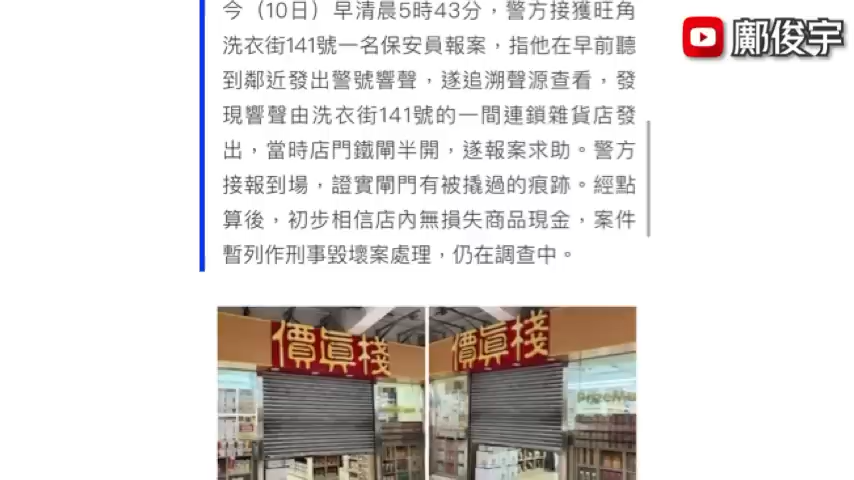 今（10日）早清晨5時43分，警方接獲旺角
洗衣街141號一名保安員報案，指他在早前聽
到鄰近發出警號響聲，遂追溯聲源查看，發
現響聲由洗衣街141號的一間連鎖雜貨店發
出，當時店門鐵閘半開，遂報案求助。警方
接報到場，證實閘門有被撬過的痕跡。經點
算後，初步相信店內無損失商品現金，案件
暫列作刑事毀壞案處理，仍在調查中。
鄺俊宇
價真棧
價真棧